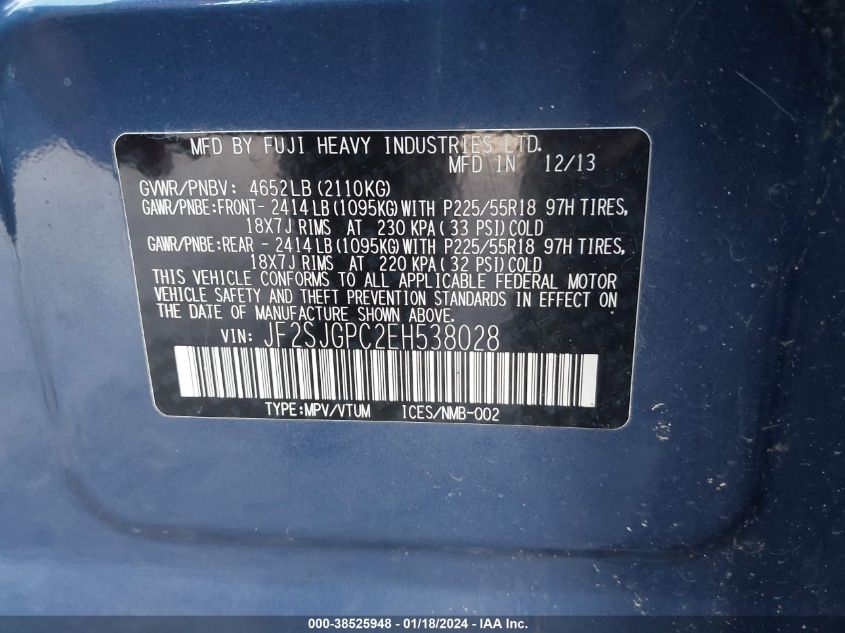 MFD BY FUJI HEAVY INDUSTRIES LTD.
MFD IN 12/13
GVWR/PNBV: 4652LB (2110KG)
GAWR/PNBE:FRONT- 2414 LB (1095KG) WITH P225/55R18 97H TIRES,
18X7J RIMS AT 230 KPA (33 PSI) COLD
GAWR/PNBE:REAR - 2414 LB (1095KG) WITH P225/55R18 97H TIRES,
18X7J RIMS AT 220 KPA (32 PSI) COLD
THIS VEHICLE CONFORMS TO ALL APPLICABLE FEDERAL MOTOR
VEHICLE SAFETY AND THEFT PREVENTION STANDARDS IN EFFECT ON
THE DATE OF MANUFACTURE SHOWN ABOVE.
VIN: JF2SJGPC2EH538028
TYPE:MPV/VTUM ICES/NMB-002
000-38525948 - 01/18/2024 - IAA Inc.